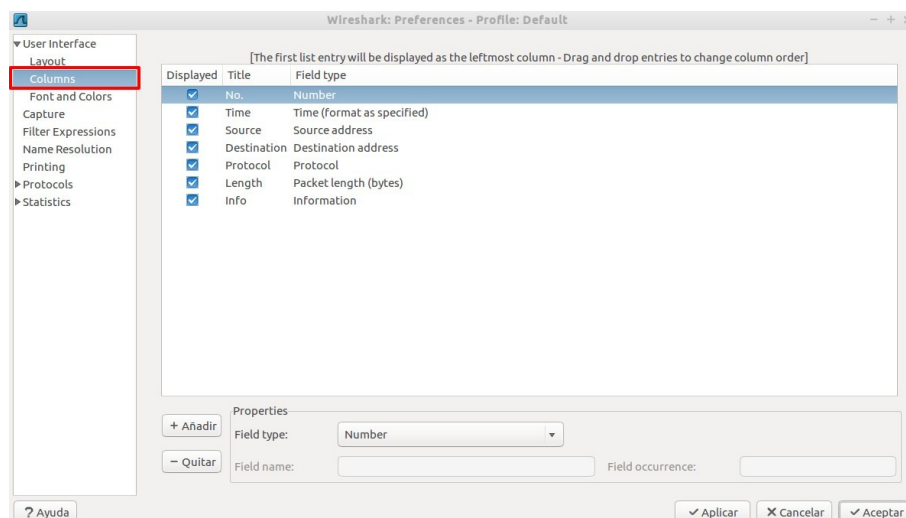 Wireshark: Preferences - Profile: Default
User Interface
Layout
Columns
Font and Colors
Capture
Filter Expressions
Name Resolution
Printing
Protocols
Statistics
[The first list entry will be displayed as the leftmost column - Drag and drop entries to change column order]
Displayed Title Field type
No. Number
Time Time (format as specified)
Source Source address
Destination Destination address
Protocol Protocol
Length Packet length (bytes)
Info Information
+ Añadir
− Quitar
Properties
Field type: Number
Field name: Field occurrence:
? Ayuda
Aplicar
Cancelar
Aceptar